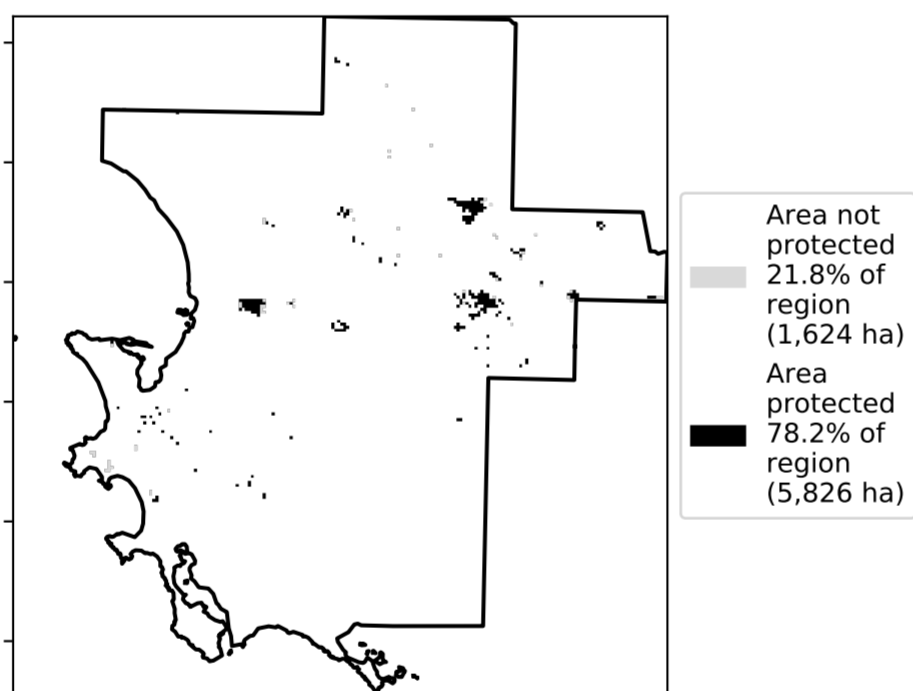 Area not
protected
21.8% of
region
(1,624 ha)
Area
protected
78.2% of
region
(5,826 ha)